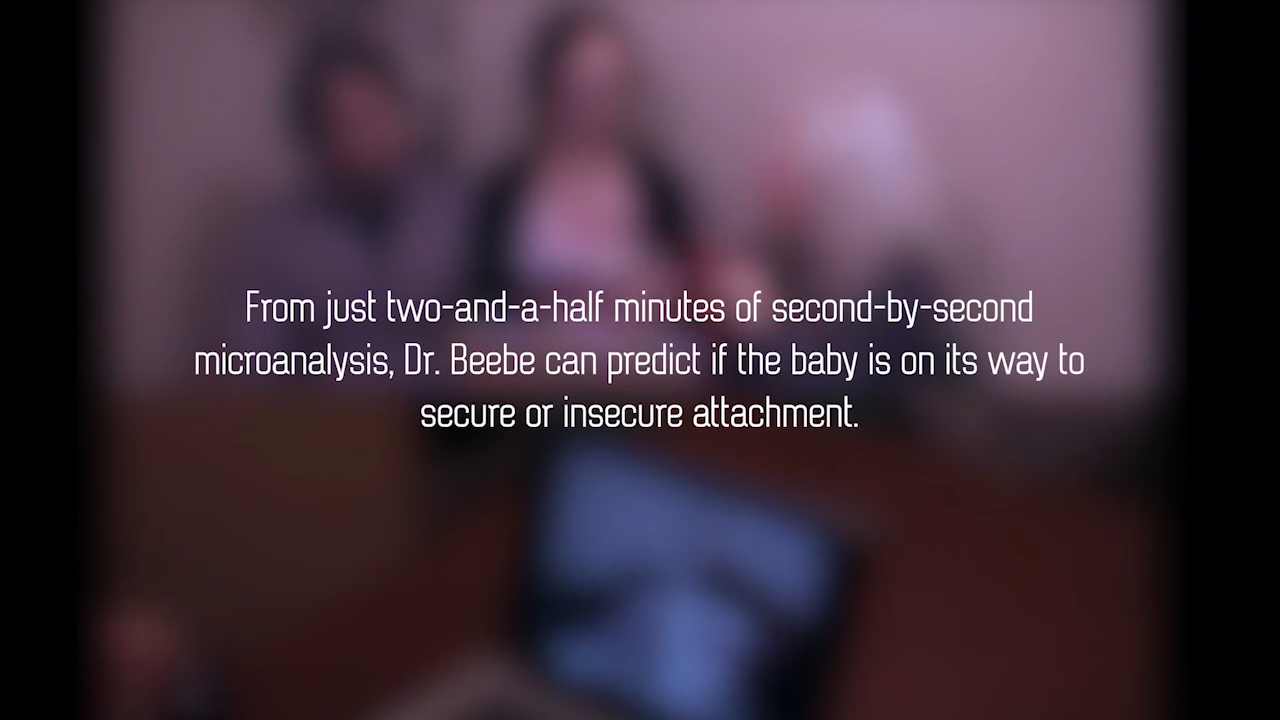 From just two-and-a-half minutes of second-by-second
microanalysis, Dr. Beebe can predict if the baby is on its way to
secure or insecure attachment.